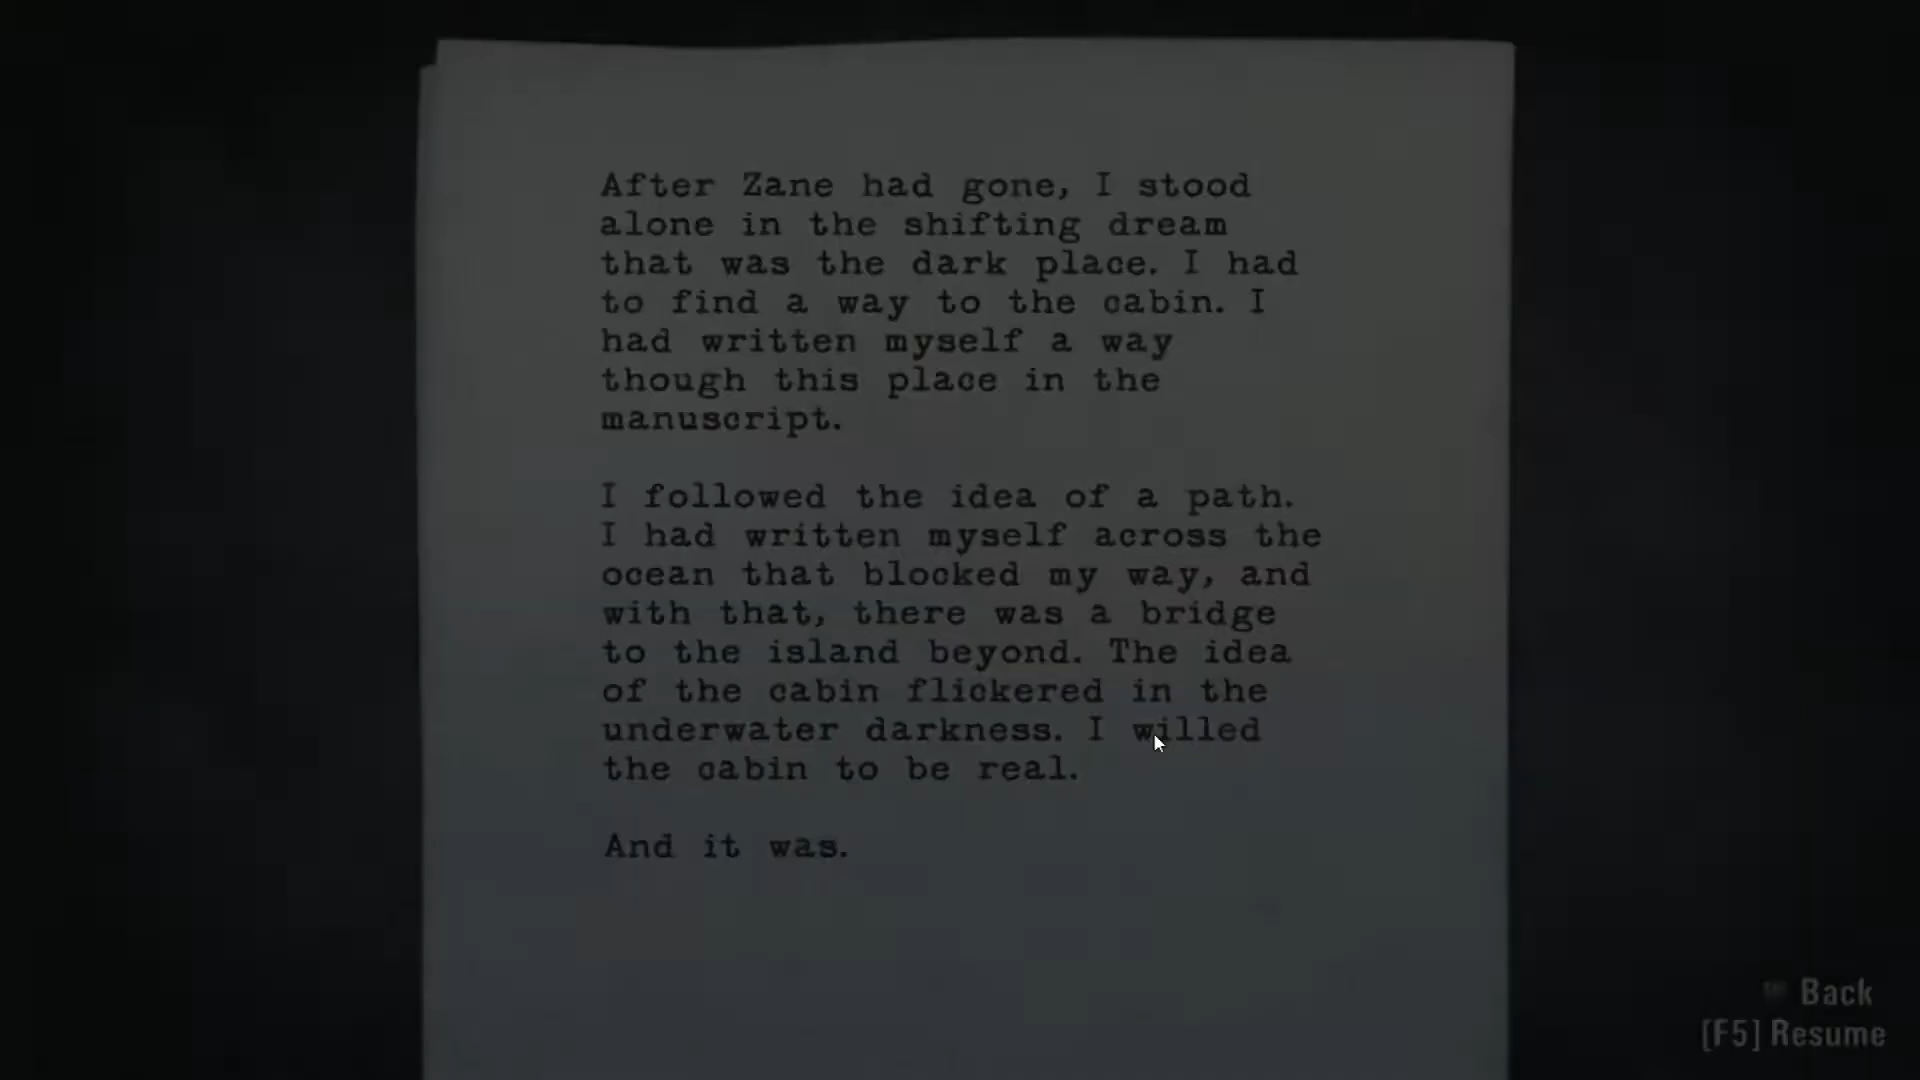 After Zane had gone, I stood
alone in the shifting dream
that was the dark place. I had
to find a way to the cabin. I
had written myself a way
though this place in the
manuscript.
I followed the idea of a path.
I had written myself across the
ocean that blocked my way, and
with that, there was a bridge
to the island beyond. The idea
of the cabin flickered in the
underwater darkness. I willed
the cabin to be real.
And it was.
Back
[F5] Resume